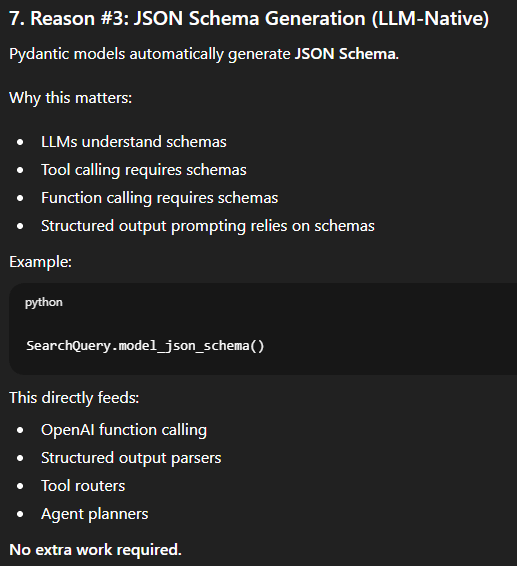 7. Reason #3: JSON Schema Generation (LLM-Native)
Pydantic models automatically generate JSON Schema.
Why this matters:
• LLMs understand schemas
• Tool calling requires schemas
• Function calling requires schemas
• Structured output prompting relies on schemas
Example:
python
SearchQuery.model_json_schema()
This directly feeds:
• OpenAI function calling
• Structured output parsers
• Tool routers
• Agent planners
No extra work required.